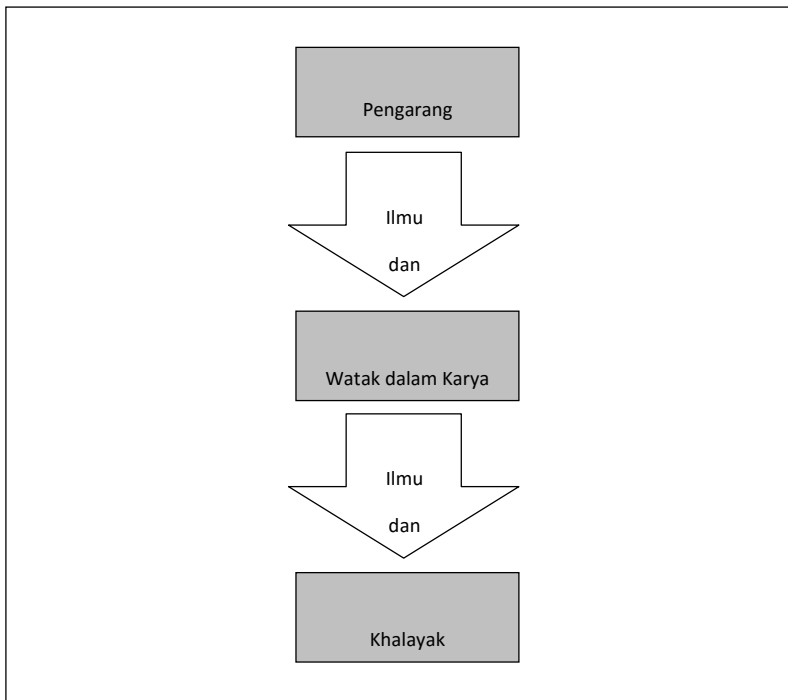 Pengarang
Ilmu
dan
Watak dalam Karya
Ilmu
dan
Khalayak